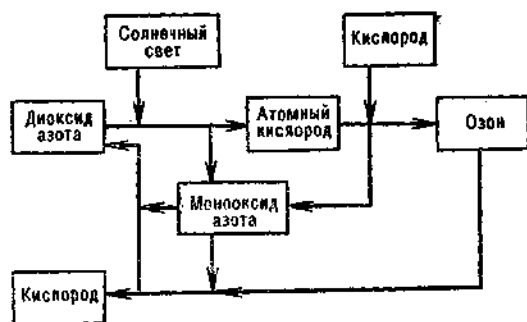 Солнечный
свет
Кислород
Диоксид
азота
Атомный
кислород
Озон
Монооксид
азота
Кислород